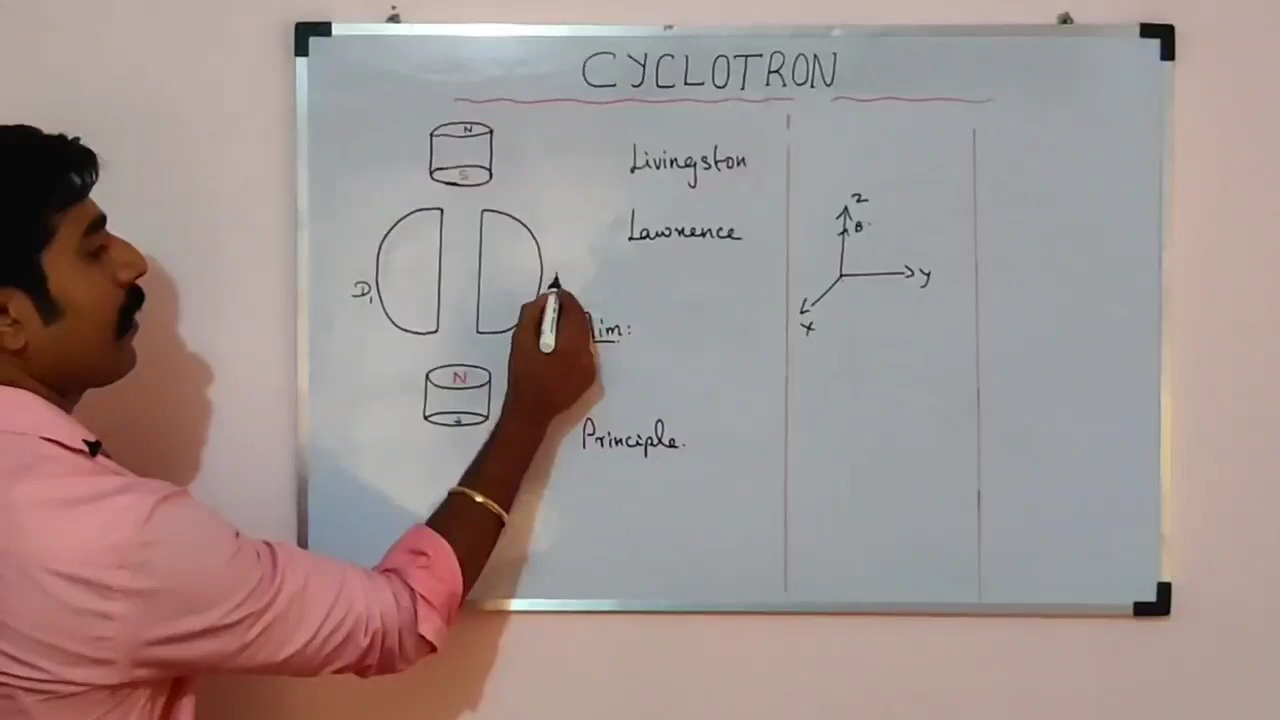 CYCLOTRON
N
S
D1
N
Livingston
Lawrence
Aim:
Principle.
Z
B
Y
X